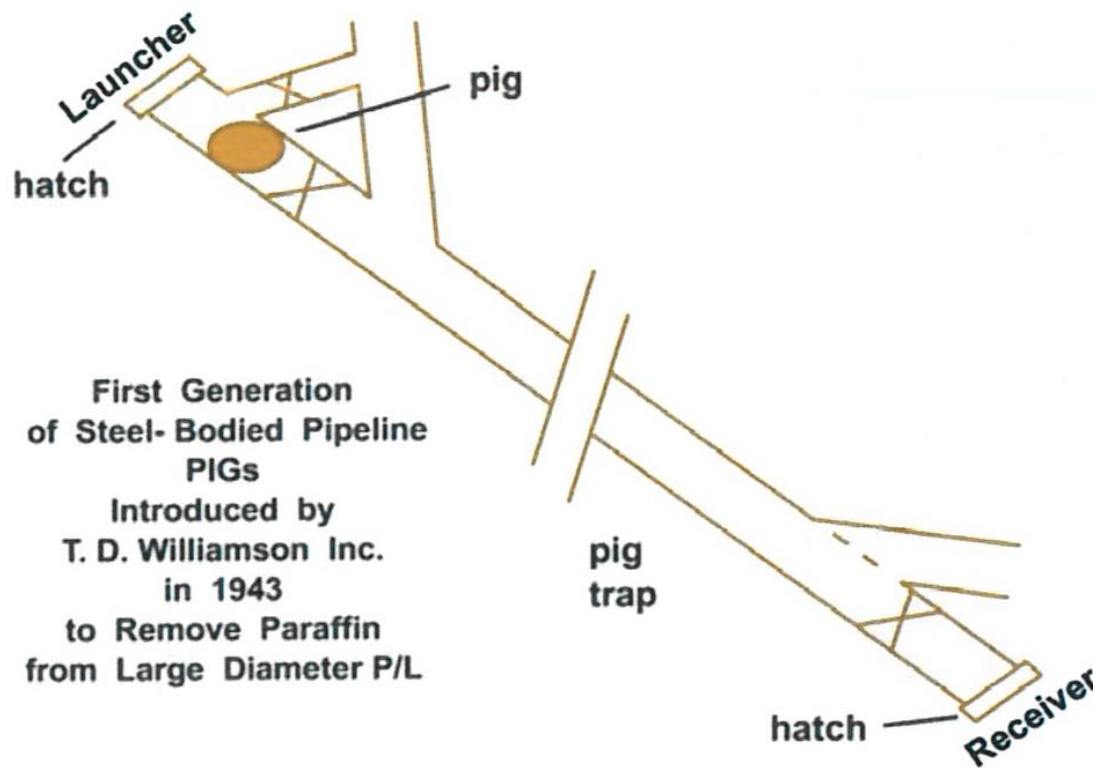 Launcher
pig
hatch
First Generation
of Steel- Bodied Pipeline
PIGs
Introduced by
T. D. Williamson Inc.
in 1943
to Remove Paraffin
from Large Diameter P/L
pig
trap
hatch
Receiver